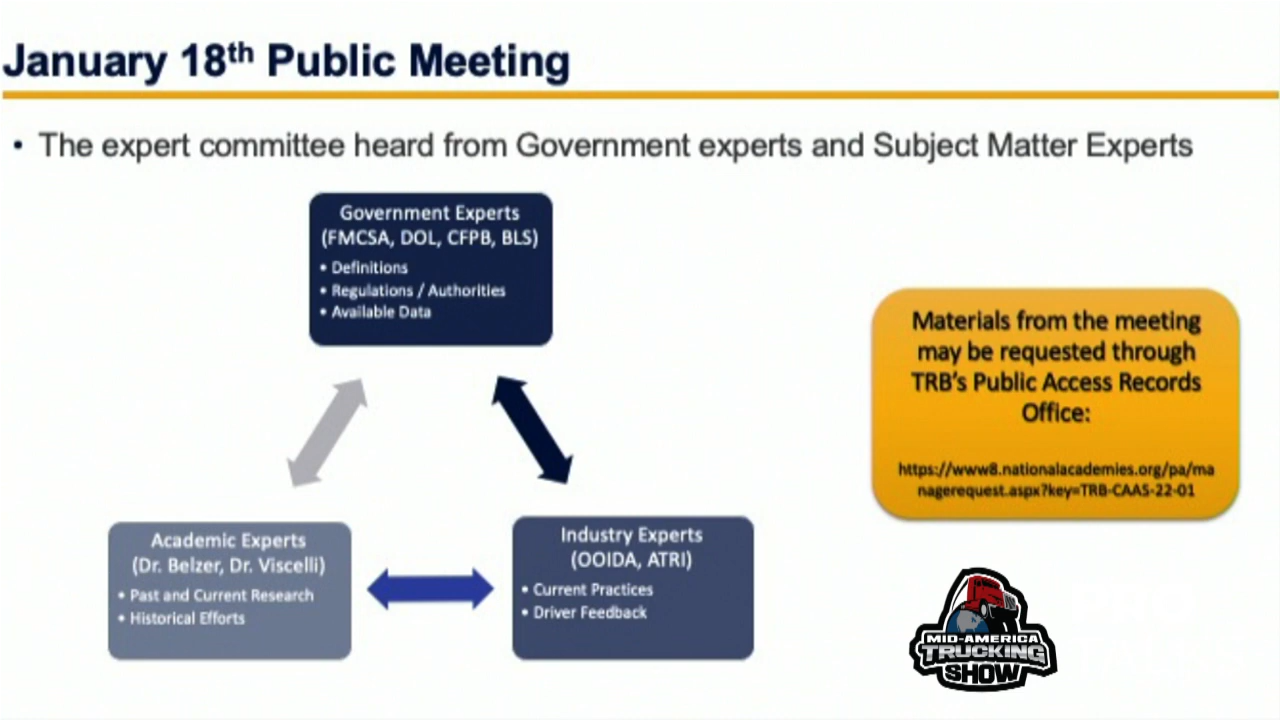 January 18th Public Meeting
• The expert committee heard from Government experts and Subject Matter Experts
Government Experts
(FMCSA, DOL, CFPB, BLS)
• Definitions
• Regulations / Authorities
• Available Data
Materials from the meeting
may be requested through
TRB's Public Access Records
Office:
https://www8.nationalacademies.org/pa/ma
nagerequest.aspx?key=TRB-CAAS-22-01
Academic Experts
(Dr. Belzer, Dr. Viscelli)
• Past and Current Research
• Historical Efforts
Industry Experts
(OOIDA, ATRI)
• Current Practices
• Driver Feedback
MID-AMERICA
TRUCKING
SHOW